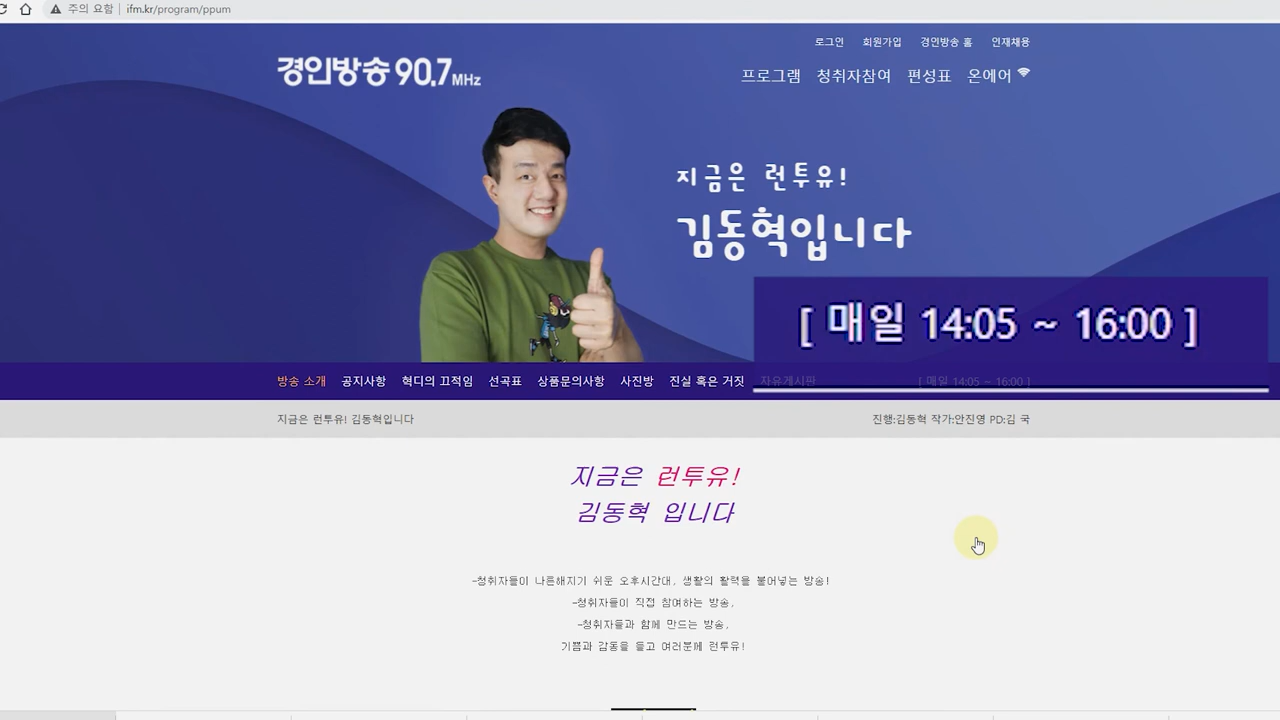 주의 요함 | ifm.kr/program/ppum
로그인 회원가입 경인방송 홈 인재채용
경인방송 90.7MHz
프로그램 청취자참여 편성표 온에어
지금은 런투유!
김동혁입니다
[ 매일 14:05 ~ 16:00 ]
방송 소개 공지사항 혁디의 끄적임 선곡표 상품문의사항 사진방 진실 혹은 거짓 자유게시판 [ 매일 14:05 ~ 16:00 ]
지금은 런투유! 김동혁입니다 진행:김동혁 작가:안진영 PD:김 국
지금은 런투유!
김동혁 입니다
-청취자들이 나른해지기 쉬운 오후시간대, 생활의 활력을 불어넣는 방송!
-청취자들이 직접 참여하는 방송,
-청취자들과 함께 만드는 방송,
기쁨과 감동을 들고 여러분께 런투유!